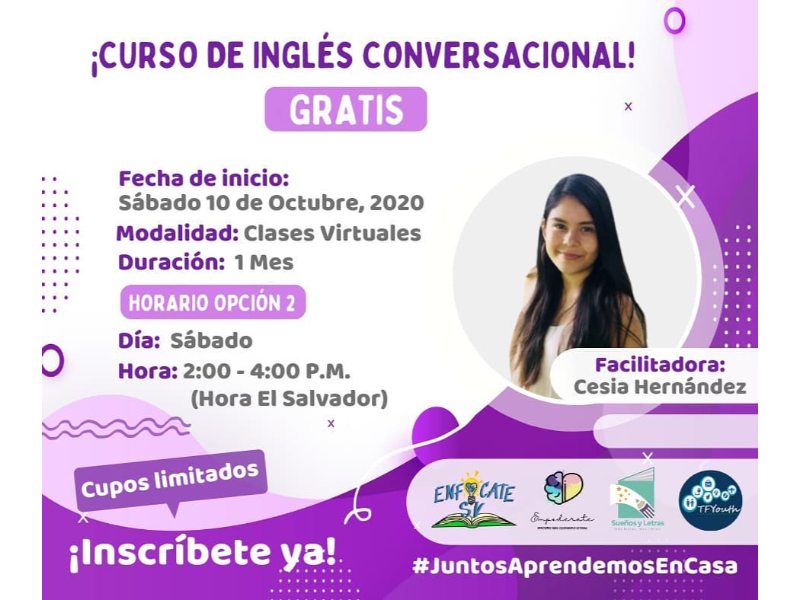 ¡CURSO DE INGLÉS CONVERSACIONAL!
GRATIS
Fecha de inicio:
Sábado 10 de Octubre, 2020
Modalidad: Clases Virtuales
Duración: 1 Mes
HORARIO OPCIÓN 2
Día: Sábado
Hora: 2:00 - 4:00 P.M.
(Hora El Salvador)
Facilitadora:
Cesia Hernández
Cupos limitados
¡Inscríbete ya!
ENFÓCATE
SV
Empoderate
Sueños y Letras
TFYouth
#JuntosAprendemosEnCasa